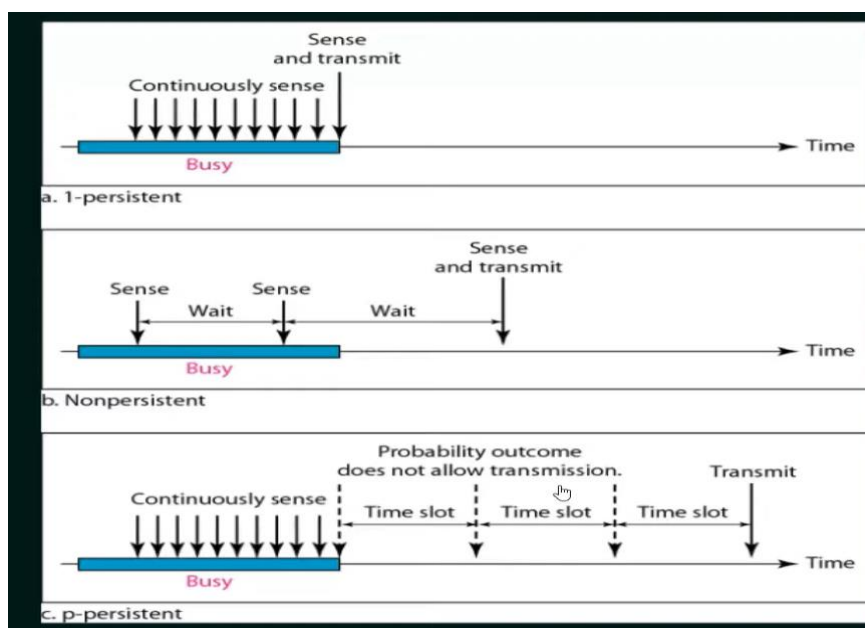 Sense
and transmit
Continuously sense
Time
Busy
a. 1-persistent
Sense
and transmit
Sense
Sense
Wait
Wait
Time
Busy
b. Nonpersistent
Probability outcome
does not allow transmission.
Transmit
Continuously sense
Time slot
Time slot
Time slot
Time
Busy
c. p-persistent